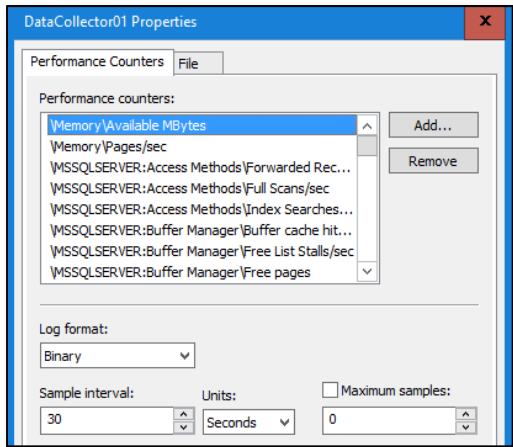 DataCollector01 Properties
x
Performance Counters File
Performance counters:
\Memory\Available MBytes
Add...
\Memory\Pages/sec
Remove
\MSSQLSERVER:Access Methods\Forwarded Rec...
\MSSQLSERVER:Access Methods\Full Scans/sec
\MSSQLSERVER:Access Methods\Index Searches...
\MSSQLSERVER:Buffer Manager\Buffer cache hit...
\MSSQLSERVER:Buffer Manager\Free List Stalls/sec
\MSSQLSERVER:Buffer Manager\Free pages
Log format:
Binary
Sample interval: Units: Maximum samples:
30 Seconds 0